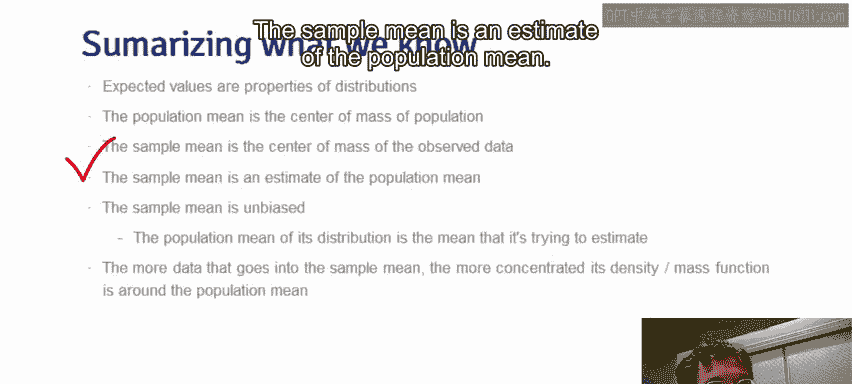 Sumarizing what we know
The sample mean is an estimate
of the population mean.
Expected values are properties of distributions
The population mean is the center of mass of population
The sample mean is the center of mass of the observed data
The sample mean is an estimate of the population mean
The sample mean is unbiased
- The population mean of its distribution is the mean that it's trying to estimate
The more data that goes into the sample mean, the more concentrated its density / mass function
is around the population mean